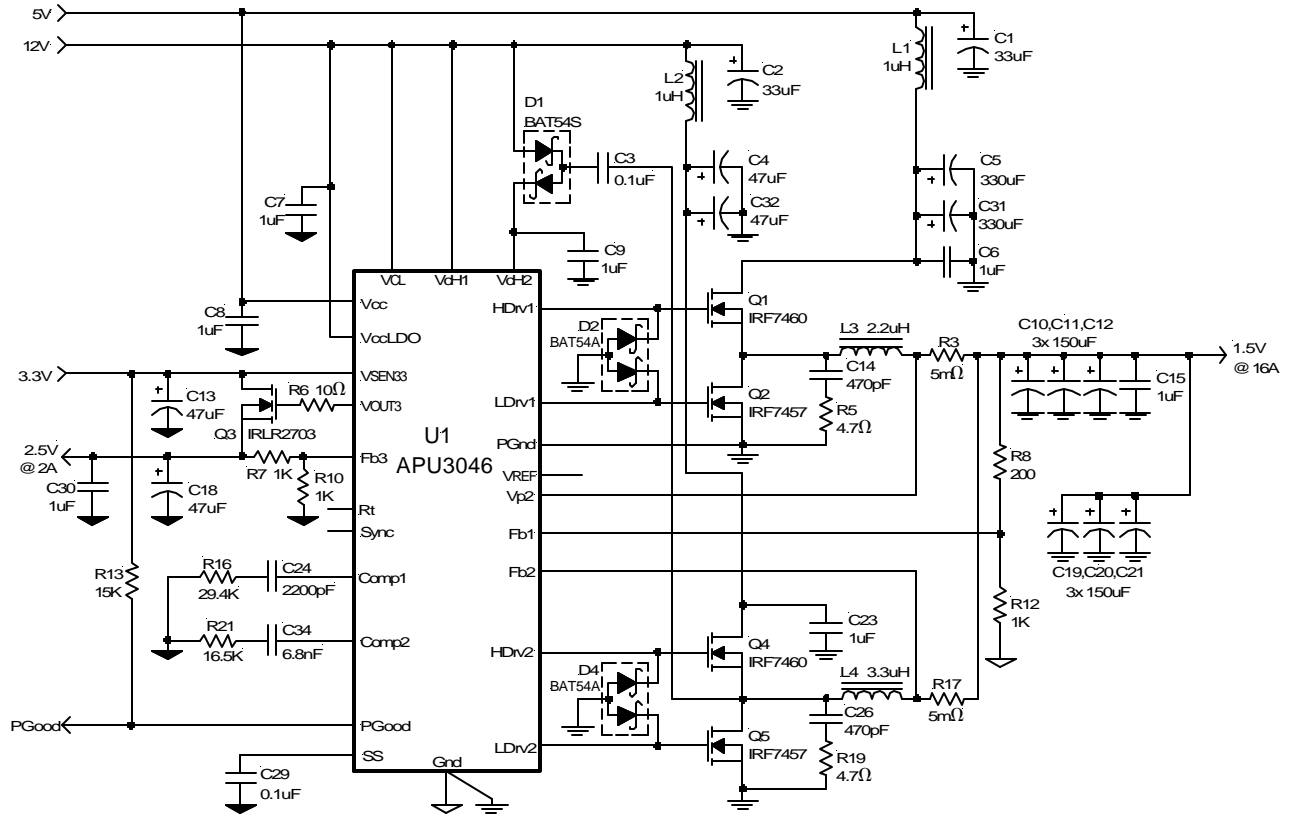 5V
12V
L1
1uH
C1
33uF
L2
1uH
C2
33uF
D1
BAT54S
C3
0.1uF
C4
47uF
C32
47uF
C5
330uF
C31
330uF
C6
1uF
C7
1uF
C9
1uF
C8
1uF
VCL
VcH1
VcH2
Vcc
VccLDO
VSEN33
VOUT3
Fb3
Rt
Sync
Comp1
Comp2
PGood
SS
Gnd
U1
APU3046
HDrv1
LDrv1
PGnd
VREF
Vp2
Fb1
Fb2
HDrv2
LDrv2
D2
BAT54A
Q1
IRF7460
Q2
IRF7457
L3 2.2uH
R3
5mΩ
C14
470pF
R5
4.7Ω
C10,C11,C12
3x 150uF
C15
1uF
1.5V
@ 16A
R8
200
C19,C20,C21
3x 150uF
R12
1K
3.3V
C13
47uF
R6 10Ω
Q3
IRLR2703
2.5V
@ 2A
R7 1K
R10
1K
C30
1uF
C18
47uF
R13
15K
R16
29.4K
C24
2200pF
R21
16.5K
C34
6.8nF
PGood
C29
0.1uF
D4
BAT54A
Q4
IRF7460
Q5
IRF7457
C23
1uF
L4 3.3uH
R17
5mΩ
C26
470pF
R19
4.7Ω